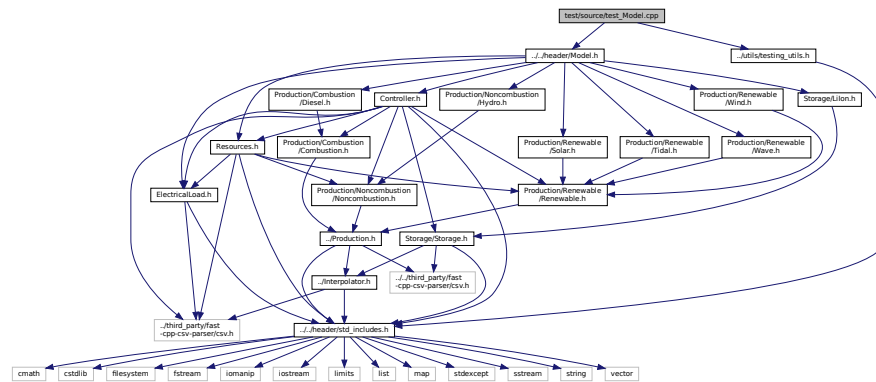 test/source/test_Model.cpp
../../header/Model.h
../utils/testing_utils.h
Production/Combustion
/Diesel.h
Controller.h
Production/Noncombustion
/Hydro.h
Production/Renewable
/Wind.h
Storage/LiIon.h
Resources.h
Production/Combustion
/Combustion.h
Production/Renewable
/Solar.h
Production/Renewable
/Tidal.h
Production/Renewable
/Wave.h
ElectricalLoad.h
Production/Noncombustion
/Noncombustion.h
Production/Renewable
/Renewable.h
../Production.h
Storage/Storage.h
../Interpolator.h
../../third_party/fast
-cpp-csv-parser/csv.h
../third_party/fast
-cpp-csv-parser/csv.h
../../header/std_includes.h
cmath
cstdlib
filesystem
fstream
iomanip
iostream
limits
list
map
stdexcept
sstream
string
vector